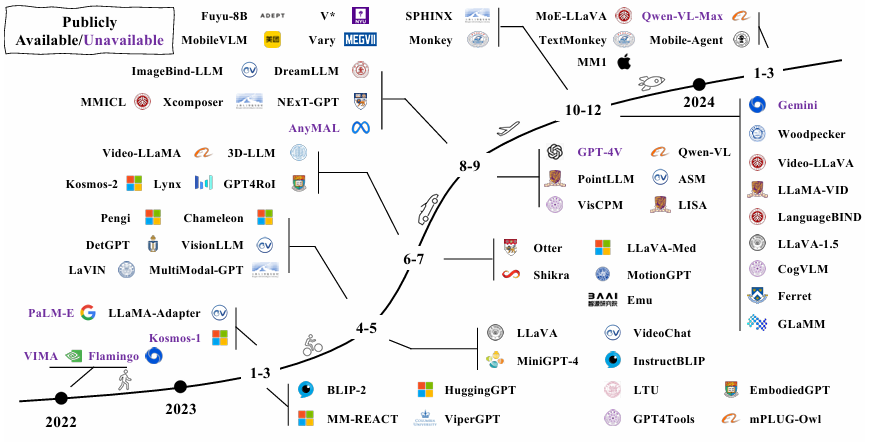 Publicly
Available/Unavailable
Fuyu-8B ADEPT V* NYU
MobileVLM 美团 Vary MEGVII
SPHINX
Monkey
MoE-LLaVA Qwen-VL-Max
TextMonkey Mobile-Agent
MM1
ImageBind-LLM DreamLLM
MMICL Xcomposer NExT-GPT
AnyMAL
Video-LLaMA 3D-LLM
Kosmos-2 Lynx GPT4RoI
Pengi Chameleon
DetGPT VisionLLM
LaVIN MultiModal-GPT
PaLM-E LLaMA-Adapter
Kosmos-1
VIMA Flamingo
2022
2023
1-3
4-5
6-7
8-9
10-12
2024
1-3
BLIP-2 HuggingGPT LTU EmbodiedGPT
MM-REACT ViperGPT GPT4Tools mPLUG-Owl
LLaVA VideoChat
MiniGPT-4 InstructBLIP
Otter LLaVA-Med
Shikra MotionGPT
BAAI Emu
GPT-4V Qwen-VL
PointLLM ASM
VisCPM LISA
Gemini
Woodpecker
Video-LLaVA
LLaMA-VID
LanguageBIND
LLaVA-1.5
CogVLM
Ferret
GLaMM